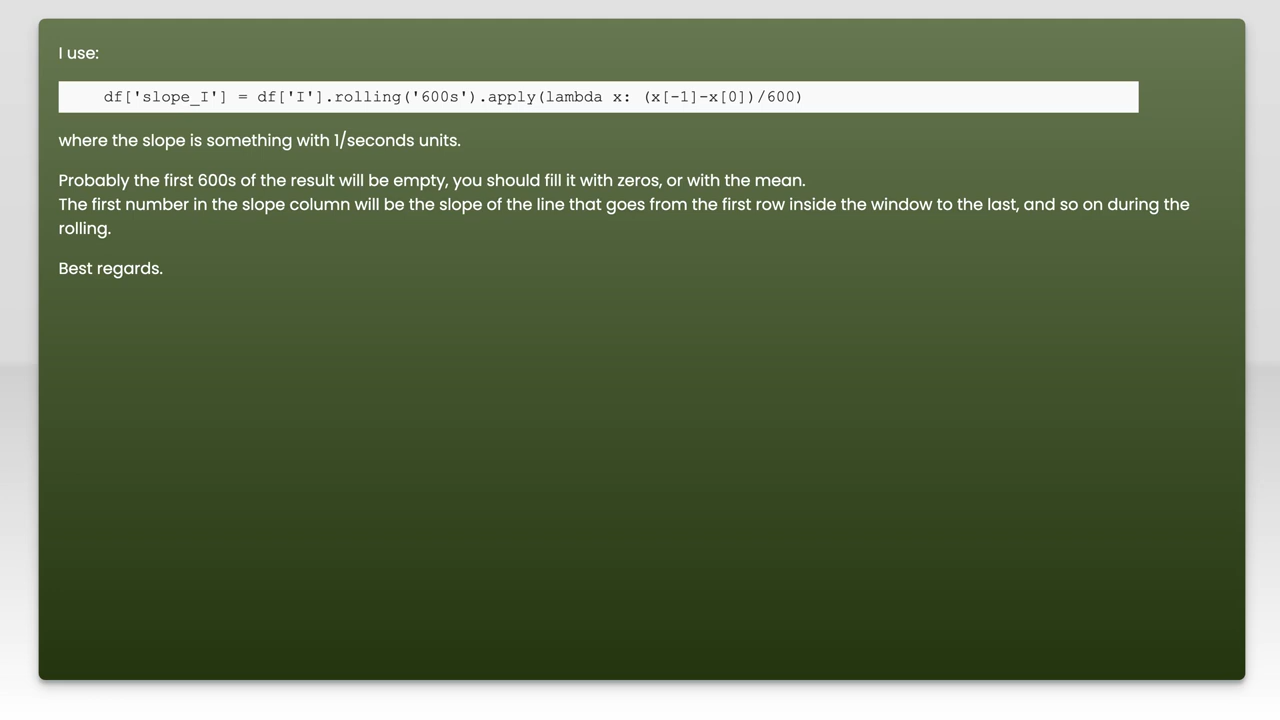 I use:
df['slope_I'] = df['I'].rolling('600s').apply(lambda x: (x[-1]-x[0])/600)
where the slope is something with 1/seconds units.
Probably the first 600s of the result will be empty, you should fill it with zeros, or with the mean.
The first number in the slope column will be the slope of the line that goes from the first row inside the window to the last, and so on during the
rolling.
Best regards.